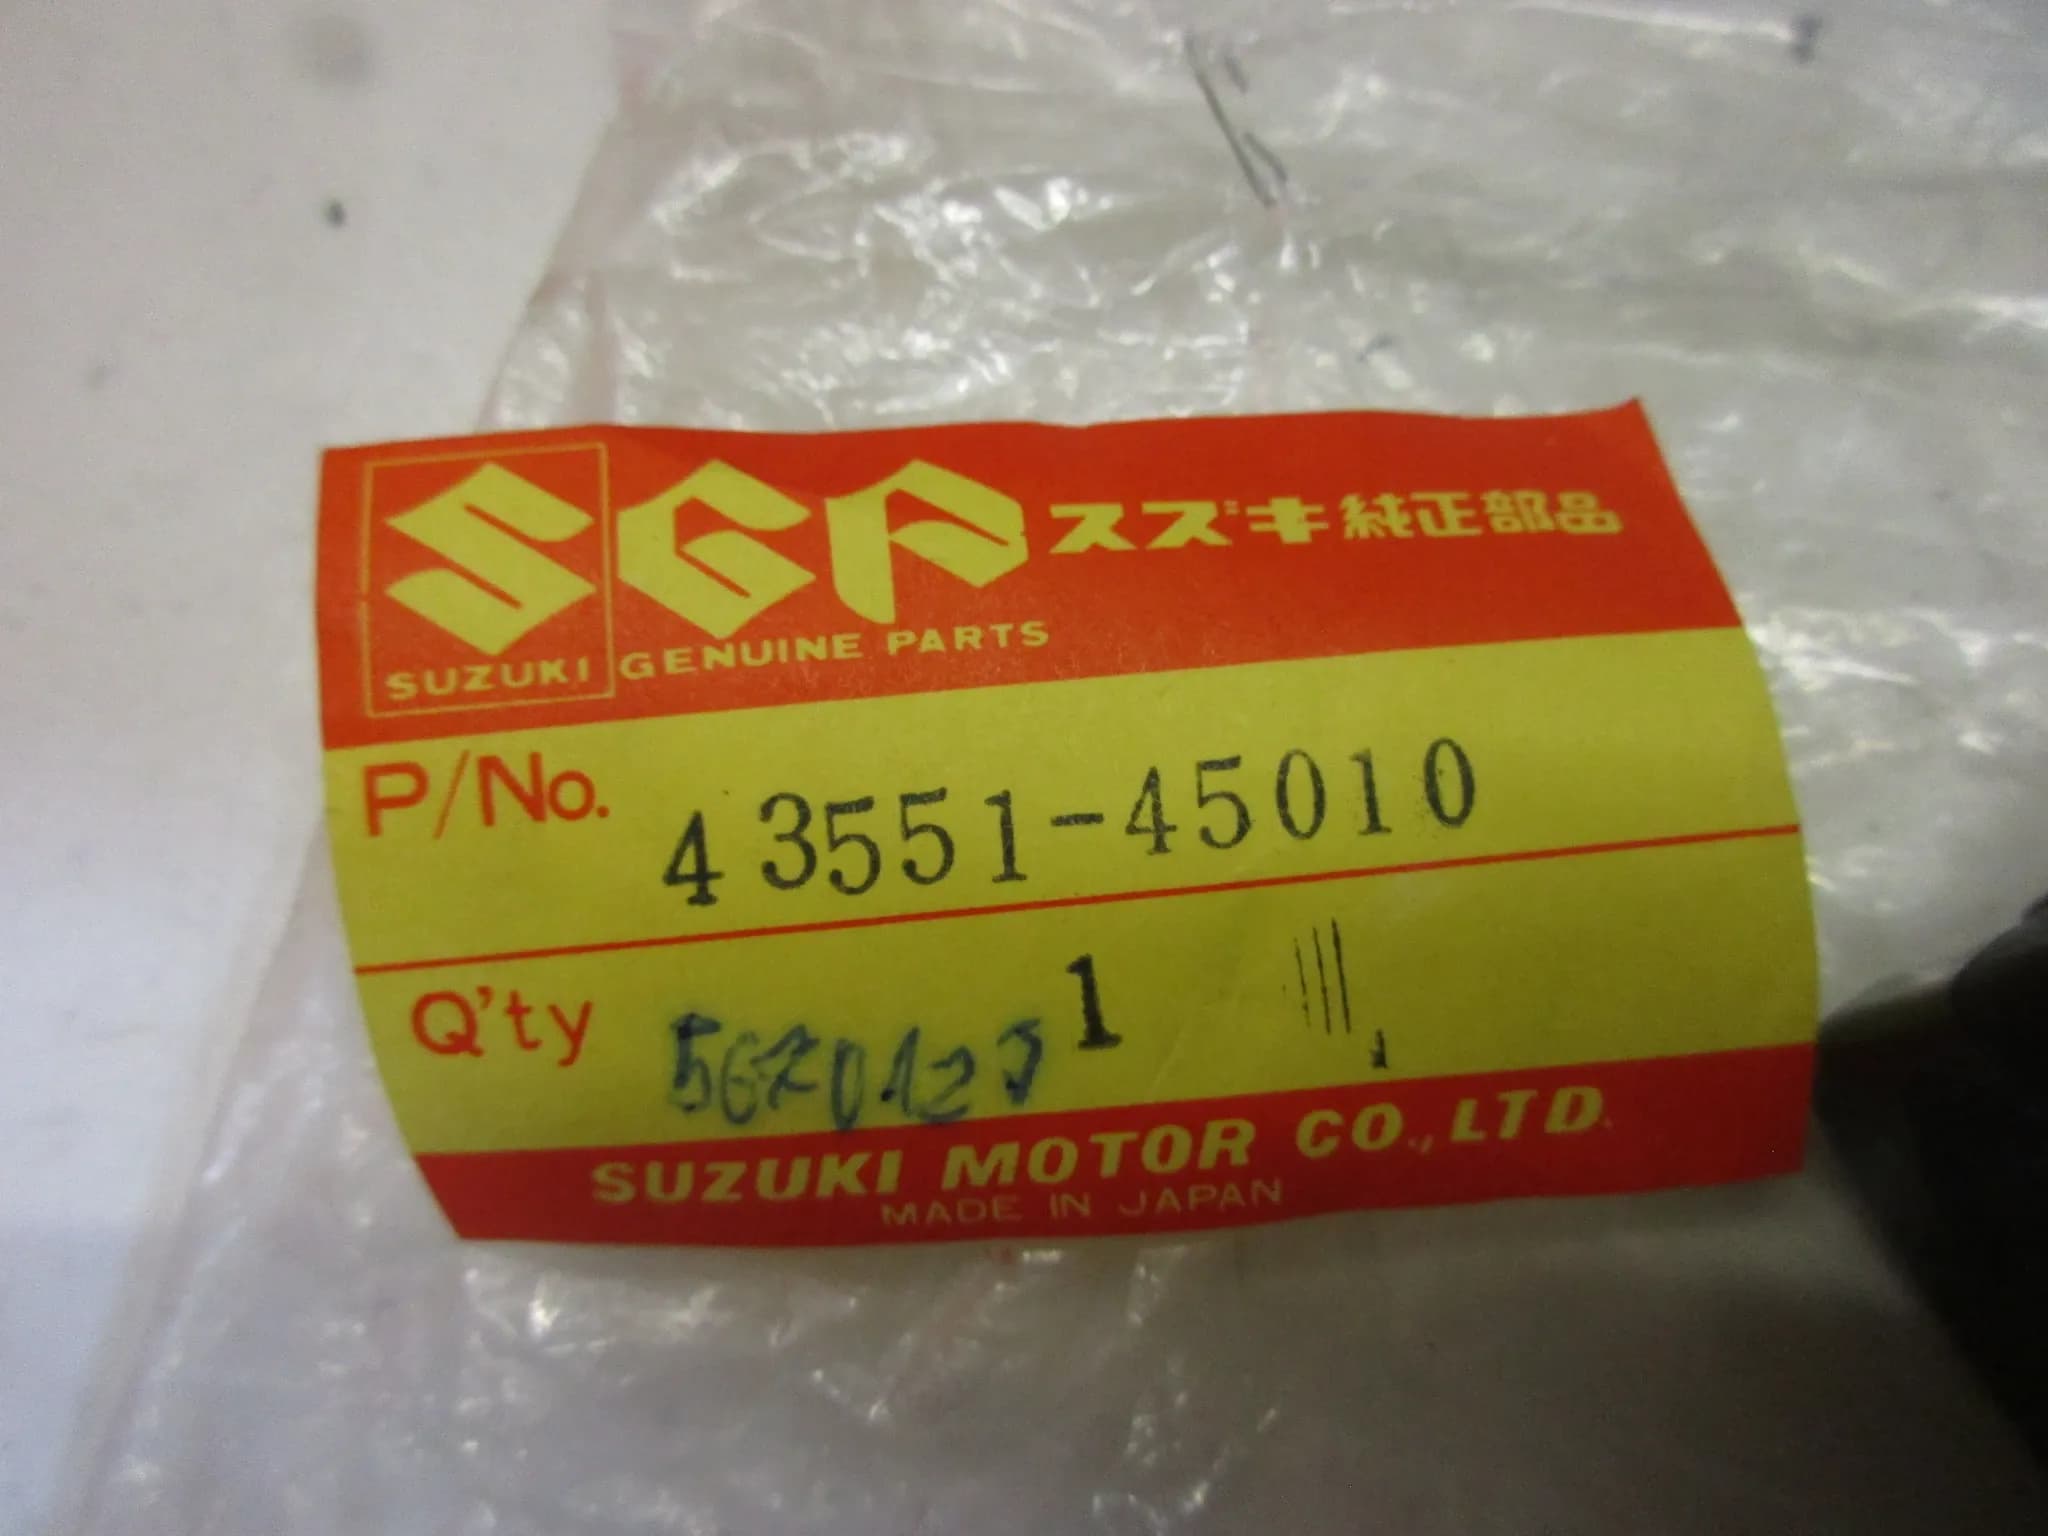 SGP スズキ純正部品
SUZUKI GENUINE PARTS
P/No. 43551-45010
Q'ty 1
SUZUKI MOTOR CO., LTD.
MADE IN JAPAN